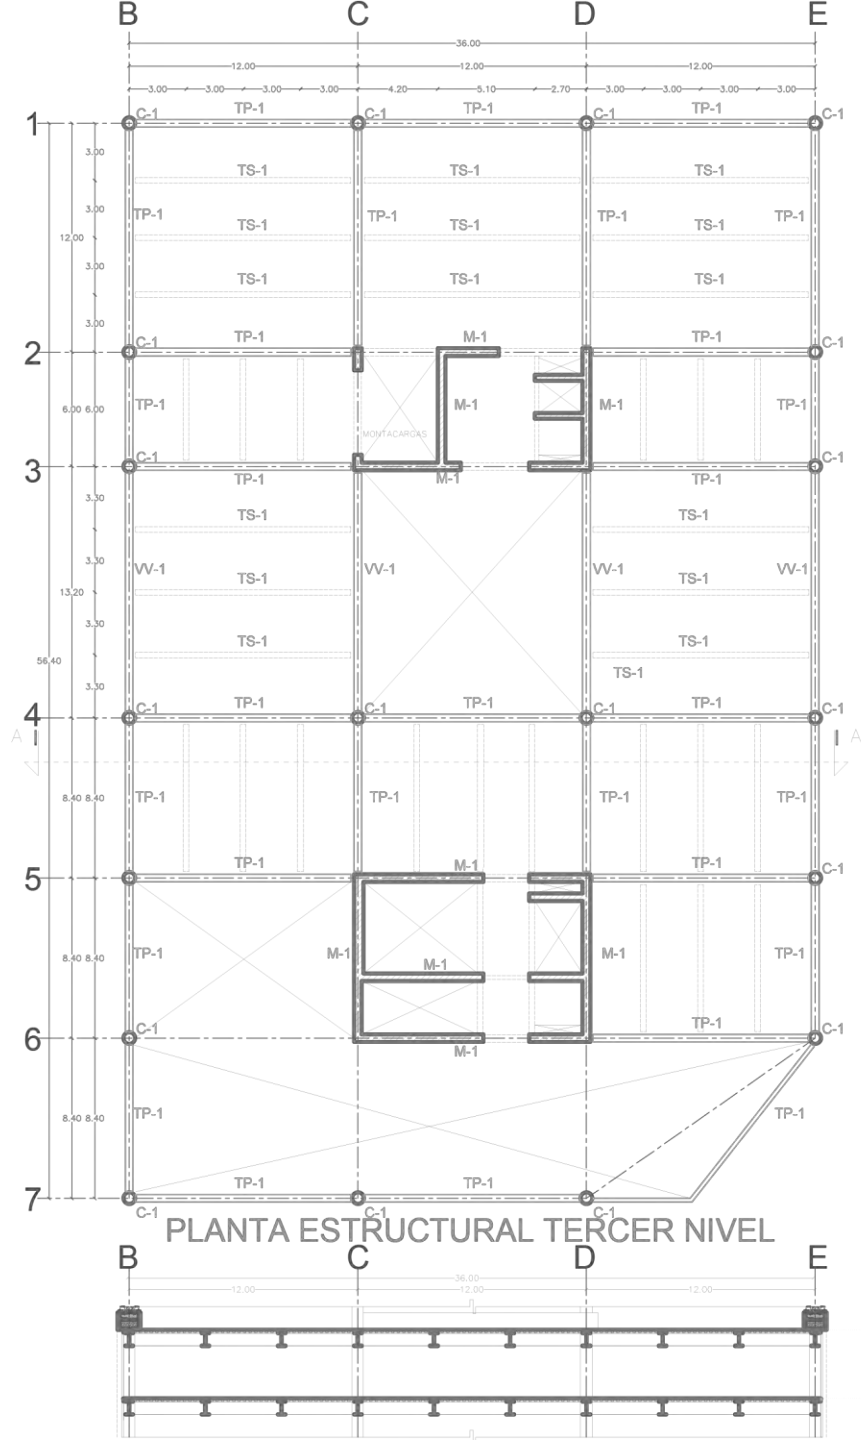 B C D E
36.00
12.00 12.00 12.00
3.00 3.00 3.00 3.00 4.20 5.10 2.70 3.00 3.00 3.00 3.00
C-1 TP-1 C-1 TP-1 C-1 TP-1 C-1
1
3.00
TS-1 TS-1 TS-1
3.00 TP-1 TP-1 TP-1 TP-1
TS-1 TS-1 TS-1
12.00
3.00
TS-1 TS-1 TS-1
3.00
C-1 TP-1 M-1 TP-1 C-1
2
6.00 6.00 TP-1 M-1 M-1 TP-1
MONTACARGAS
C-1 C-1
3
TP-1 M-1 TP-1
3.30
TS-1 TS-1
3.30 VV-1 VV-1 VV-1 VV-1
TS-1 TS-1
13.20
3.30
TS-1 TS-1
56.40
TS-1
3.30
C-1 TP-1 C-1 TP-1 C-1 TP-1 C-1
4
A A
8.40 8.40 TP-1 TP-1 TP-1 TP-1
TP-1 M-1 TP-1
5 C-1
8.40 8.40 TP-1 M-1 M-1 M-1 TP-1
C-1 TP-1 C-1
6 M-1
8.40 8.40 TP-1 TP-1
TP-1 TP-1
7
C-1 C-1 C-1
PLANTA ESTRUCTURAL TERCER NIVEL
B C D E
36.00
12.00 12.00 12.00